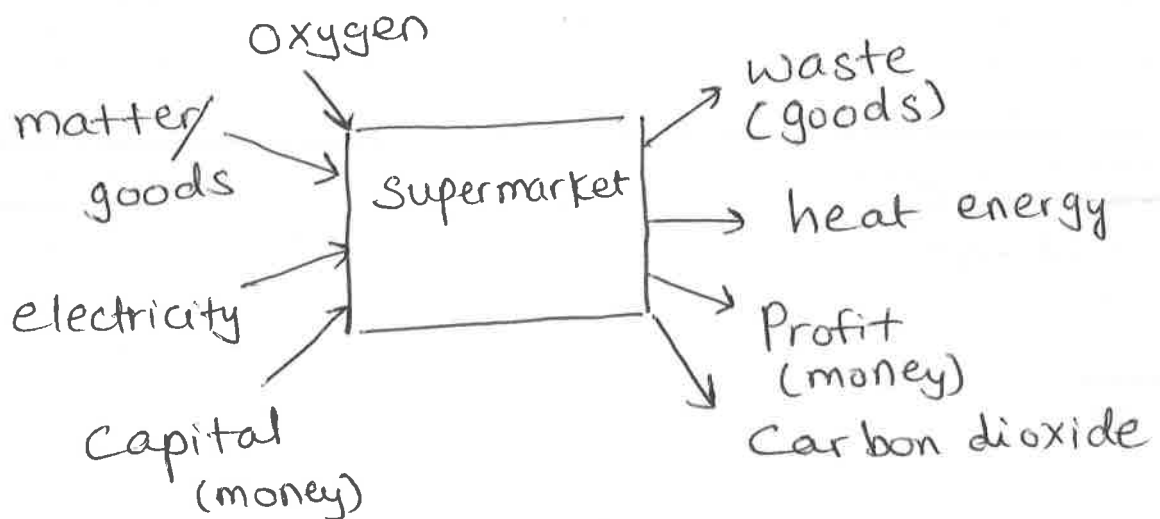 oxygen
matter/
goods
electricity
Capital
(money)
Supermarket
waste
(goods)
heat energy
Profit
(money)
Carbon dioxide